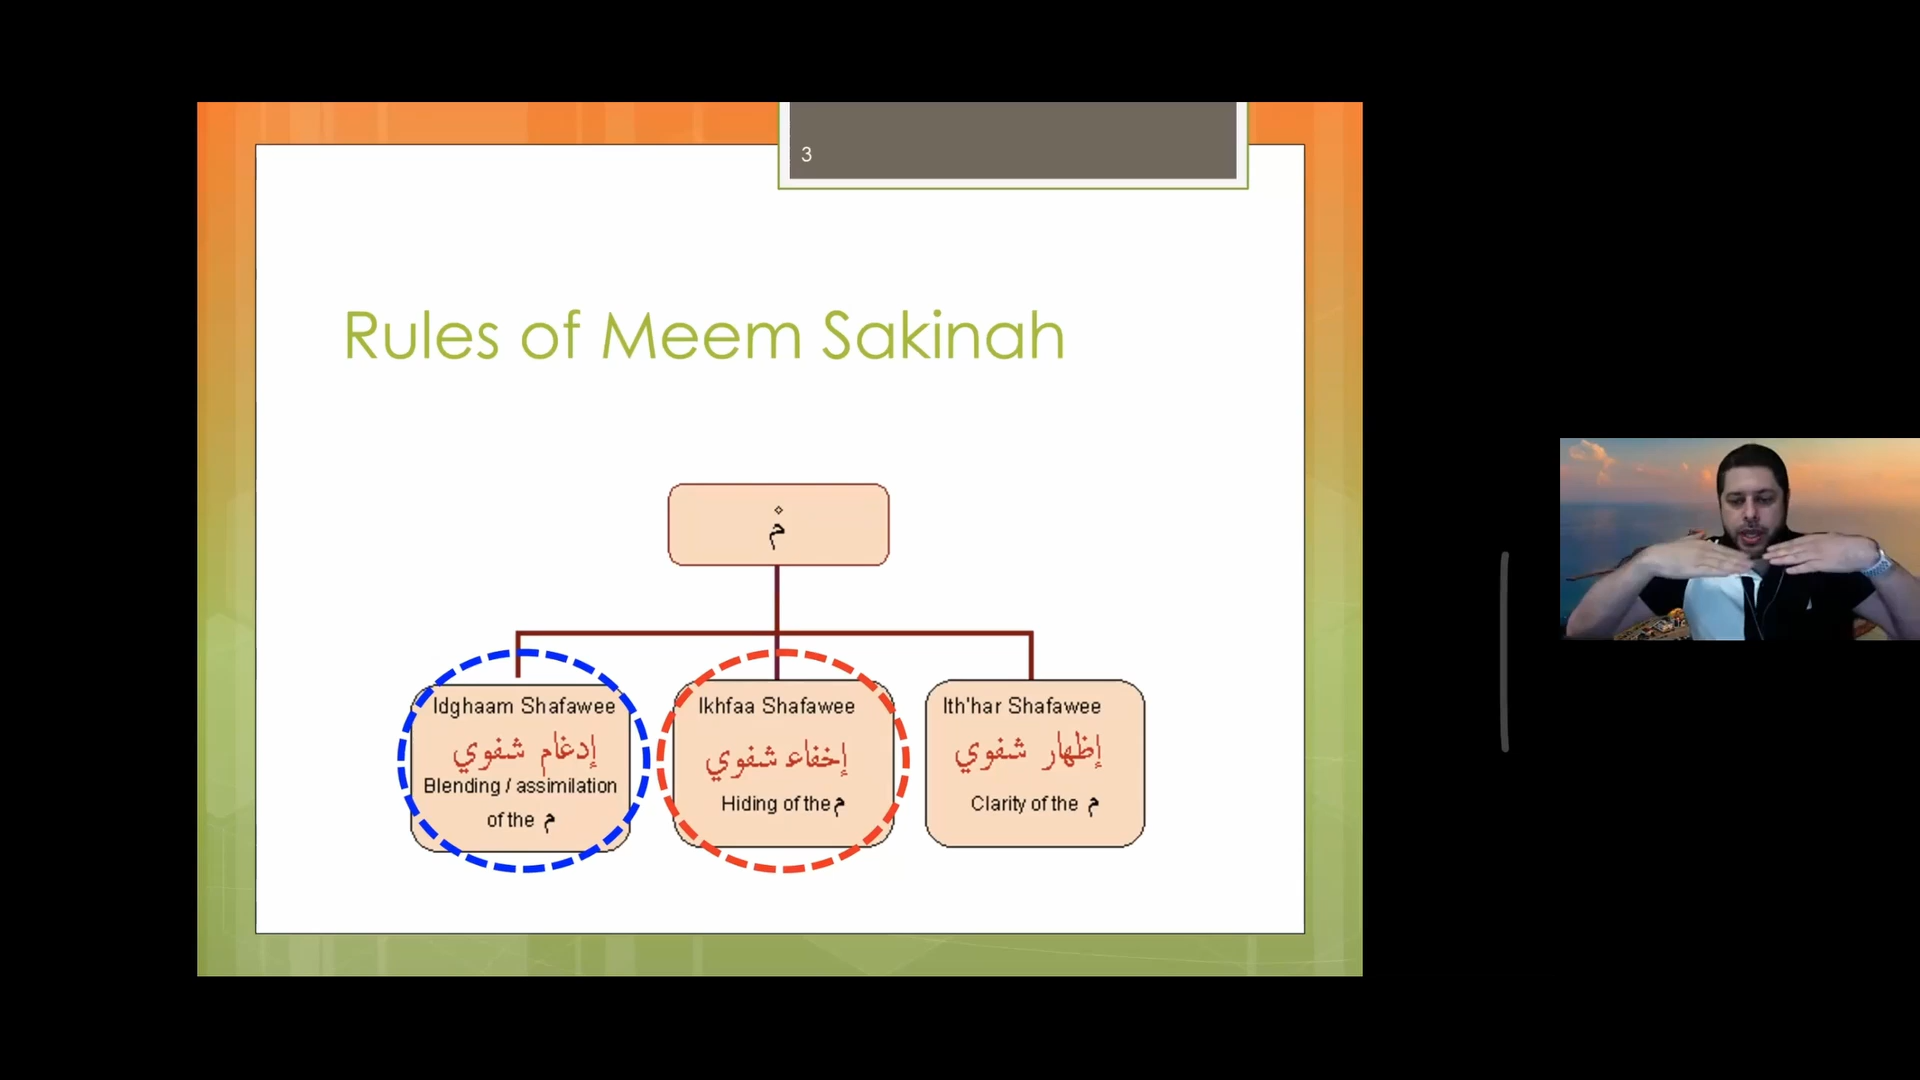 3
Rules of Meem Sakinah
مْ
Idghaam Shafawee
إدغام شفوي
Blending / assimilation
of the م
Ikhfaa Shafawee
إخفاء شفوي
Hiding of the م
Ith'har Shafawee
إظهار شفوي
Clarity of the م